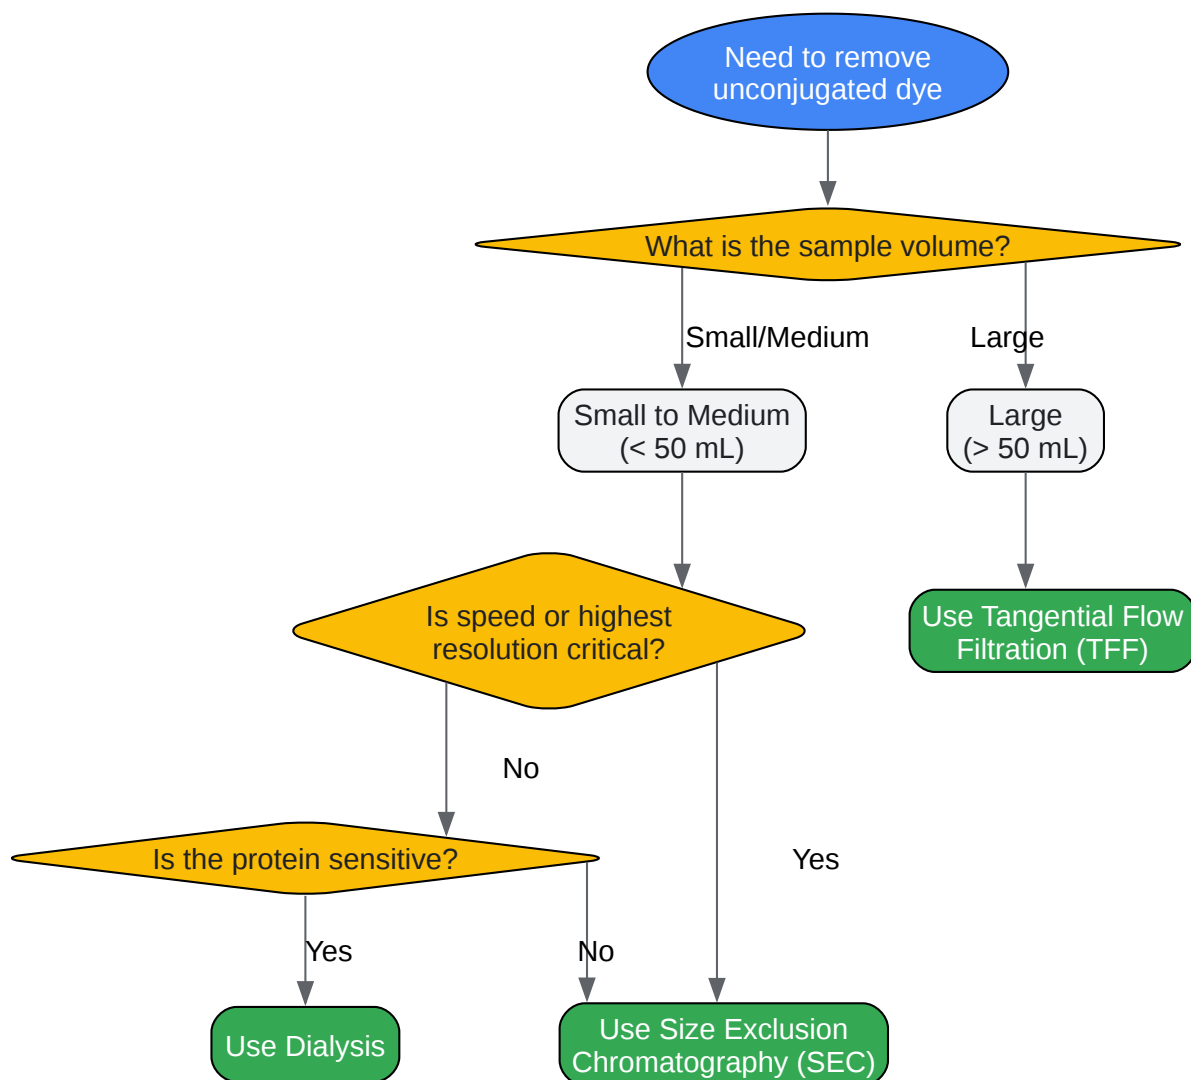 Need to remove
unconjugated dye
What is the sample volume?
Small/Medium
Large
Small to Medium
(< 50 mL)
Large
(> 50 mL)
Is speed or highest
resolution critical?
Use Tangential Flow
Filtration (TFF)
No
Is the protein sensitive?
Yes
Yes
No
Use Dialysis
Use Size Exclusion
Chromatography (SEC)